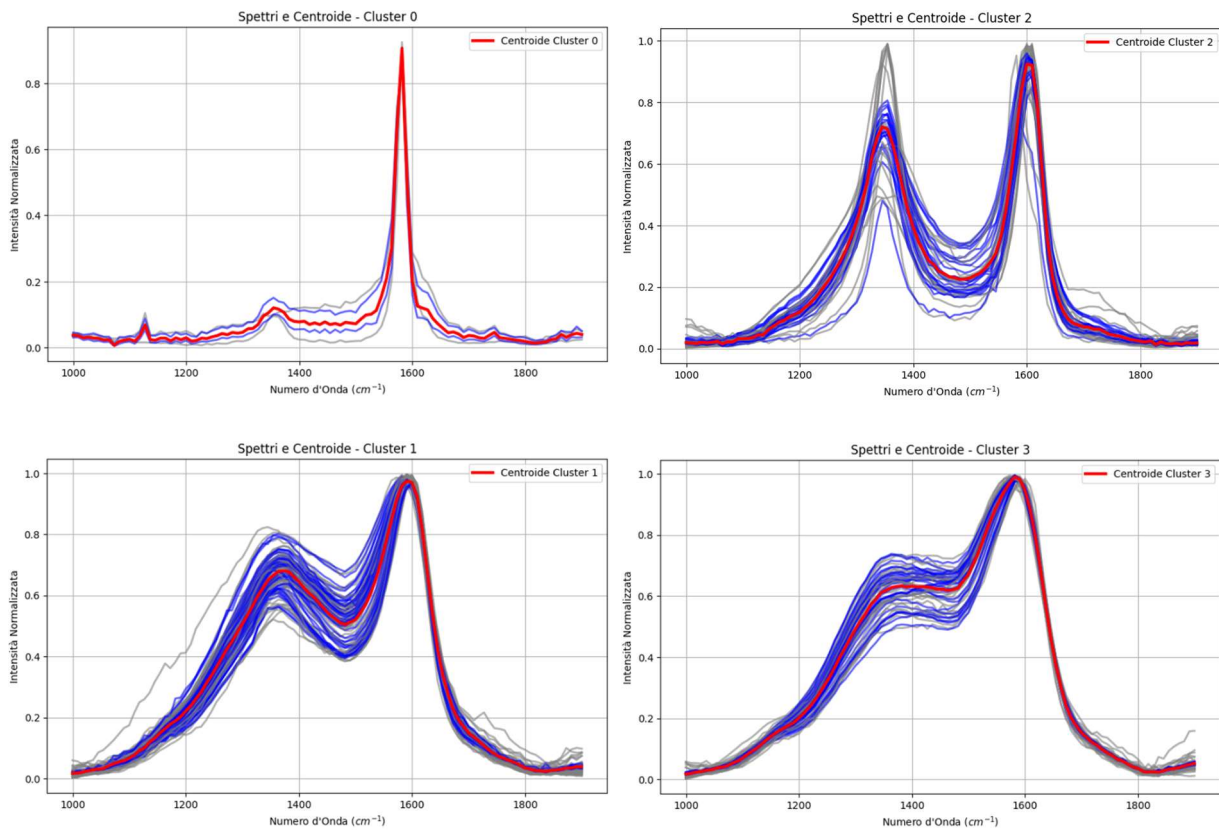 Spettri e Centroide - Cluster 0
Centroide Cluster 0
Intensità Normalizzata
0.8
0.6
0.4
0.2
0.0
1000 1200 1400 1600 1800
Numero d'Onda (cm⁻¹)
Spettri e Centroide - Cluster 2
Centroide Cluster 2
Intensità Normalizzata
1.0
0.8
0.6
0.4
0.2
0.0
1000 1200 1400 1600 1800
Numero d'Onda (cm⁻¹)
Spettri e Centroide - Cluster 1
Centroide Cluster 1
Intensità Normalizzata
1.0
0.8
0.6
0.4
0.2
0.0
1000 1200 1400 1600 1800
Numero d'Onda (cm⁻¹)
Spettri e Centroide - Cluster 3
Centroide Cluster 3
Intensità Normalizzata
1.0
0.8
0.6
0.4
0.2
0.0
1000 1200 1400 1600 1800
Numero d'Onda (cm⁻¹)